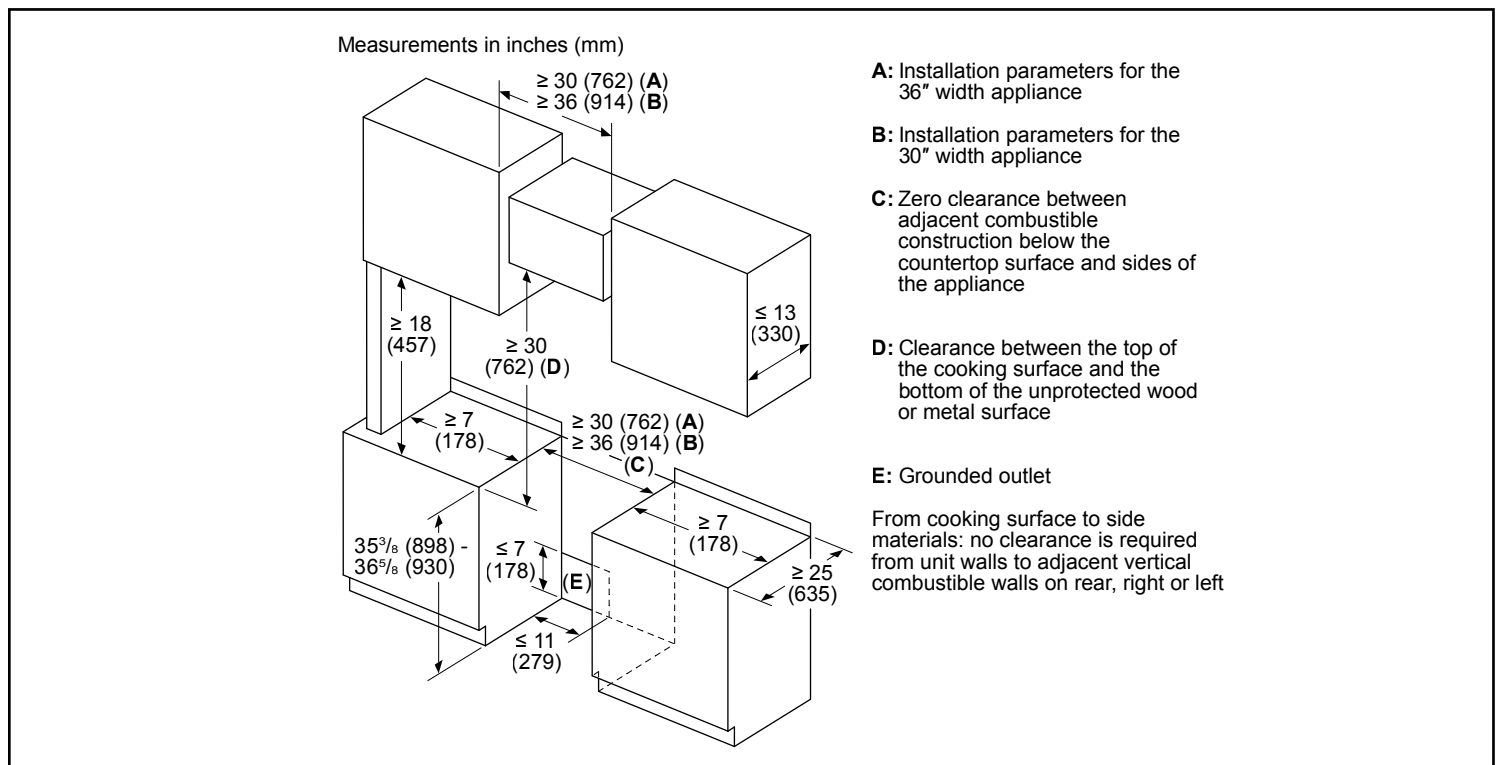 Measurements in inches (mm)
≥ 30 (762) (A)
≥ 36 (914) (B)
≥ 18
(457)
≥ 30
(762) (D)
≤ 13
(330)
≥ 7
(178)
≥ 30 (762) (A)
≥ 36 (914) (B)
(C)
≥ 7
(178)
35³/₈ (898) -
36⁵/₈ (930)
≤ 7
(178)
(E)
≥ 25
(635)
≤ 11
(279)
A: Installation parameters for the
36″ width appliance
B: Installation parameters for the
30″ width appliance
C: Zero clearance between
adjacent combustible
construction below the
countertop surface and sides of
the appliance
D: Clearance between the top of
the cooking surface and the
bottom of the unprotected wood
or metal surface
E: Grounded outlet
From cooking surface to side
materials: no clearance is required
from unit walls to adjacent vertical
combustible walls on rear, right or left